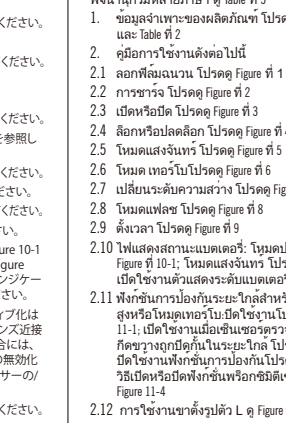 ください。
ください。
ください。
を参照し
ください。
ださい。
ください。
さい。
ure 10-1
igure
ンジケー
ださい。
ィブ化は
ンズ近接
合には、
の無効化
サーの/
ください。
1. ข้อมูลจำเพาะของผลิตภัณฑ์ โปรดดู
และ Table ที่ 2
2. คู่มือการใช้งานดังต่อไปนี้
2.1 ลอกฟิล์มฉนวน โปรดดู Figure ที่ 1
2.2 การชาร์จ โปรดดู Figure ที่ 2
2.3 เปิดหรือปิด โปรดดู Figure ที่ 3
2.4 ล็อกหรือปลดล็อก โปรดดู Figure ที่ 4
2.5 โหมดแสงจันทร์ โปรดดู Figure ที่ 5
2.6 โหมด เทอร์โบโปรดดู Figure ที่ 6
2.7 เปลี่ยนระดับความสว่าง โปรดดู Fig
2.8 โหมดแฟลช โปรดดู Figure ที่ 8
2.9 ตั้งเวลา โปรดดู Figure ที่ 9
2.10 ไฟแสดงสถานะแบตเตอรี่: โหมดป
Figure ที่ 10-1; โหมดแสงจันทร์ โปร
เปิดใช้งานตัวแสดงระดับแบตเตอรี
2.11 ฟังก์ชันการป้องกันระยะใกล้สำหรั
สูงหรือโหมดเทอร์โบ:ปิดใช้งานโป
11-1; เปิดใช้งานเมื่อเซ็นเซอร์ตรวจ
กีดขวางถูกปิดกั้นในระยะใกล้ โปร
ปิดใช้งานฟังก์ชันการป้องกันโปรด
วิธีเปิดหรือปิดฟังก์ชั่นพร็อกซิมิตีเซ
Figure 11-4
2.12 การใช้งานขาตั้งรูปตัว L ดู Figure